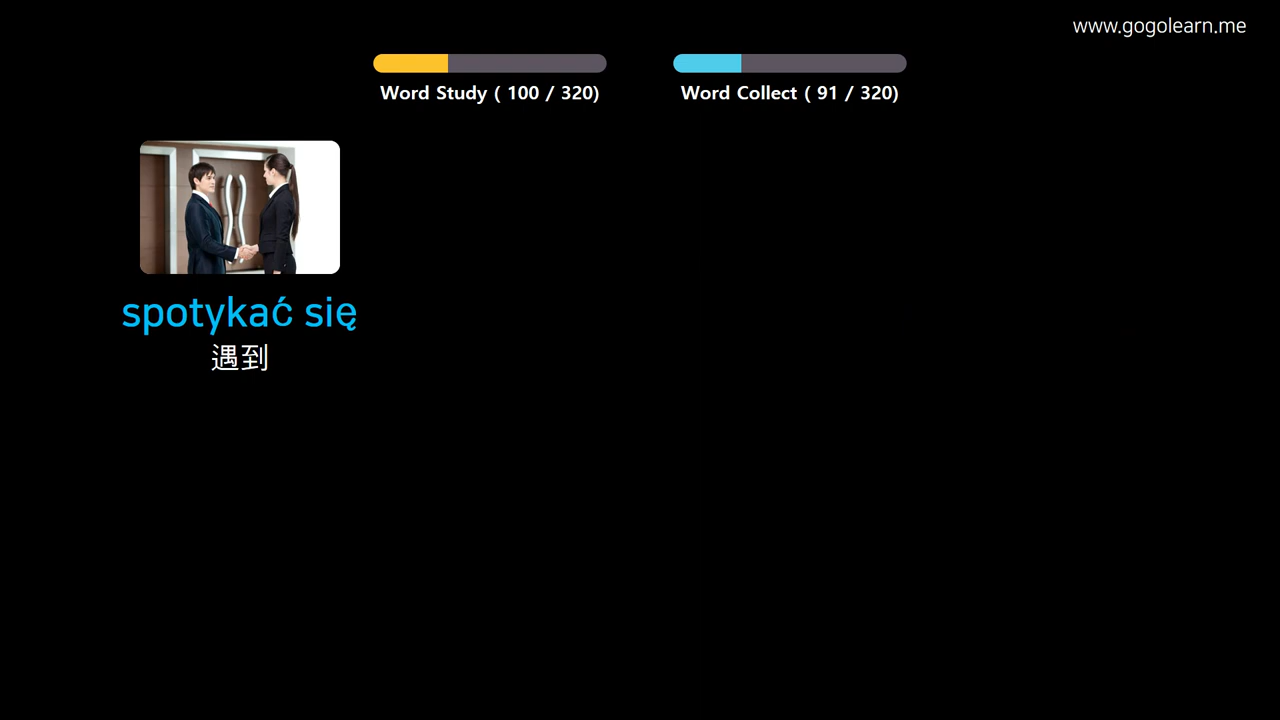 www.gogolearn.me
Word Study ( 100 / 320)
Word Collect ( 91 / 320)
spotykać się
遇到